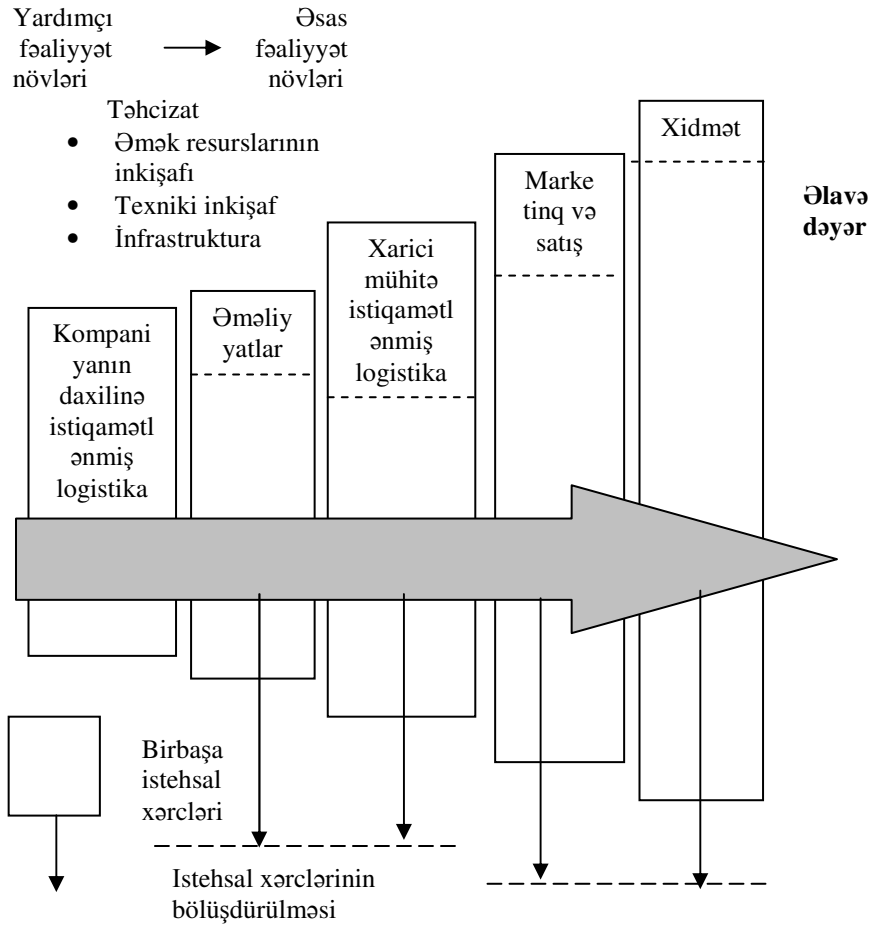 Yardımçı
fəaliyyət
növləri
Əsas
fəaliyyət
növləri
Təhcizat
• Əmək resurslarının
inkişafı
• Texniki inkişaf
• İnfrastruktura
Kompani
yanın
daxilinə
istiqamətl
ənmiş
logistika
Əməliy
yatlar
Xarici
mühitə
istiqamətl
ənmiş
logistika
Marke
tinq və
satış
Xidmət
Əlavə
dəyər
Birbaşa
istehsal
xərcləri
Istehsal xərclərinin
bölüşdürülməsi